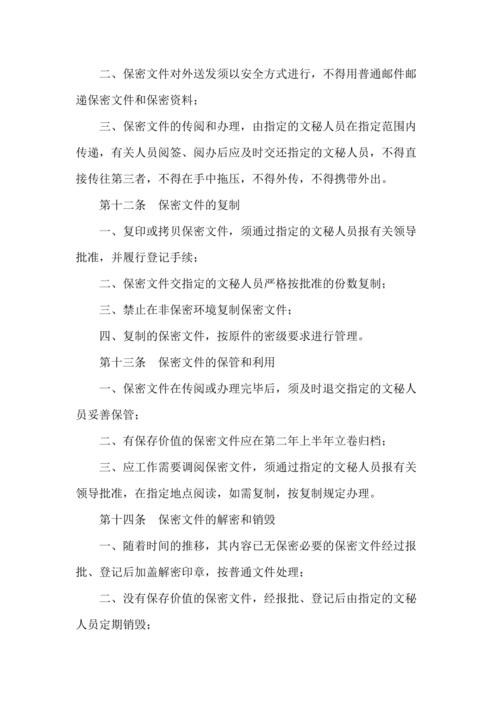 二、保密文件对外送发须以安全方式进行，不得用普通邮件邮
递保密文件和保密资料；
三、保密文件的传阅和办理，由指定的文秘人员在指定范围内
传递，有关人员阅签、阅办后应及时交还指定的文秘人员，不得直
接传往第三者，不得在手中拖压，不得外传，不得携带外出。
第十二条　保密文件的复制
一、复印或拷贝保密文件，须通过指定的文秘人员报有关领导
批准，并履行登记手续；
二、保密文件交指定的文秘人员严格按批准的份数复制；
三、禁止在非保密环境复制保密文件；
四、复制的保密文件，按原件的密级要求进行管理。
第十三条　保密文件的保管和利用
一、保密文件在传阅或办理完毕后，须及时退交指定的文秘人
员妥善保管；
二、有保存价值的保密文件应在第二年上半年立卷归档；
三、应工作需要调阅保密文件，须通过指定的文秘人员报有关
领导批准，在指定地点阅读，如需复制，按复制规定办理。
第十四条　保密文件的解密和销毁
一、随着时间的推移，其内容已无保密必要的保密文件经过报
批、登记后加盖解密印章，按普通文件处理；
二、没有保存价值的保密文件，经报批、登记后由指定的文秘
人员定期销毁；